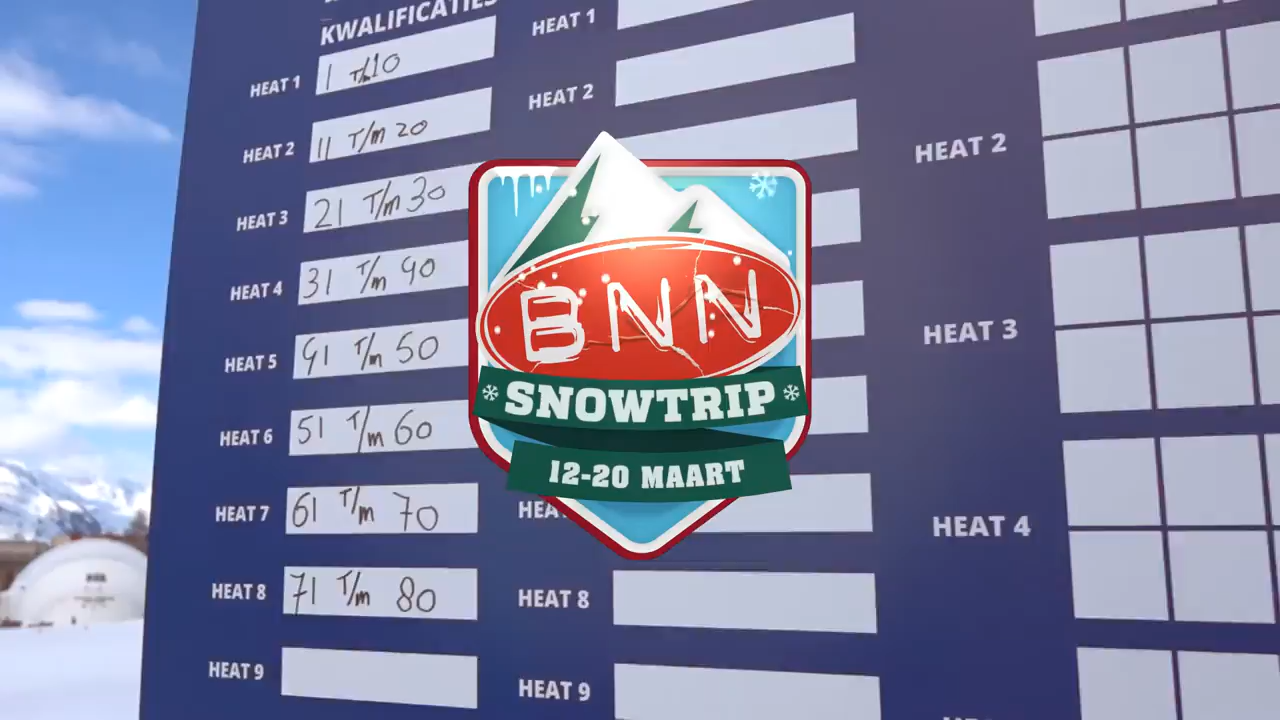 KWALIFICATIES
HEAT 1 1 t/m 10
HEAT 2 11 T/m 20
HEAT 3 21 T/m 30
HEAT 4 31 T/m 40
HEAT 5 41 T/m 50
HEAT 6 51 T/m 60
HEAT 7 61 T/m 70
HEAT 8 71 T/m 80
HEAT 9
HEAT 1
HEAT 2
HEA
HEAT 8
HEAT 9
HEAT 2
HEAT 3
HEAT 4
BNN
SNOWTRIP
12-20 MAART